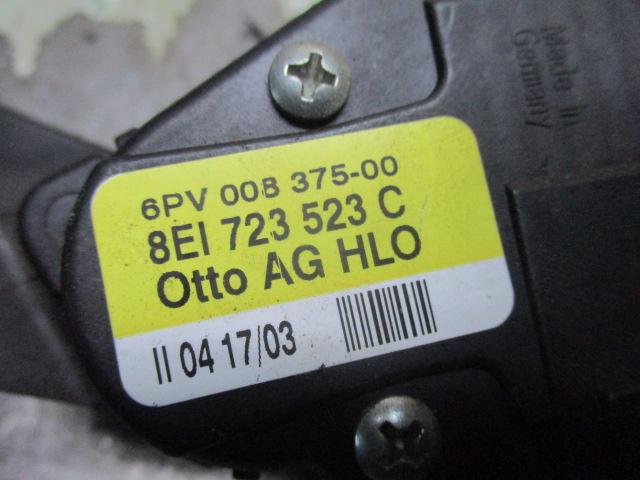 Made in
Germany
6PV 008 375-00
8EI 723 523 C
Otto AG HLO
II 04 17/03